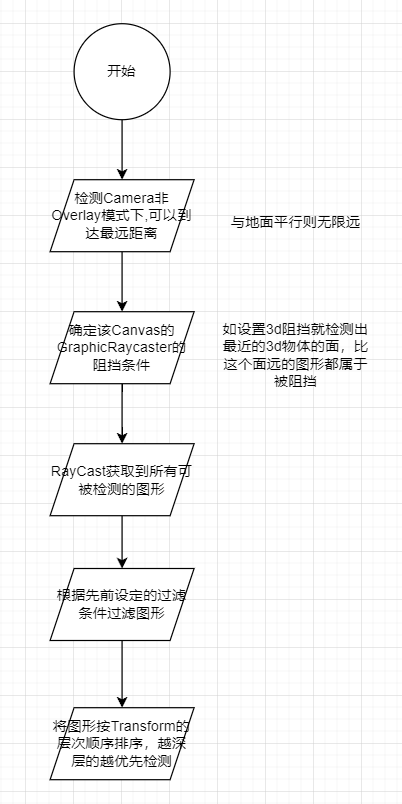 开始
检测Camera非
Overlay模式下,可以到
达最远距离
与地面平行则无限远
确定该Canvas的
GraphicRaycaster的
阻挡条件
如设置3d阻挡就检测出
最近的3d物体的面，比
这个面远的图形都属于
被阻挡
RayCast获取到所有可
被检测的图形
根据先前设定的过滤
条件过滤图形
将图形按Transform的
层次顺序排序，越深
层的越优先检测